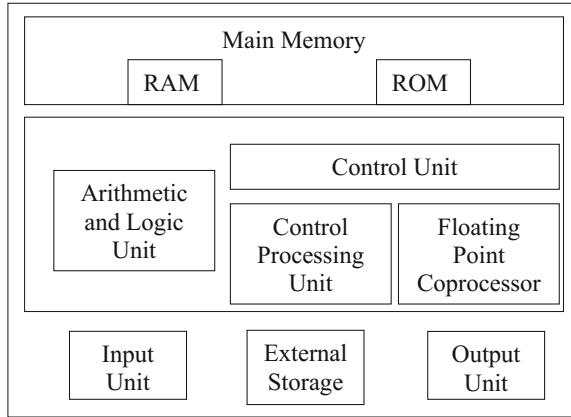 Main Memory
RAM
ROM
Control Unit
Arithmetic
and Logic
Unit
Control
Processing
Unit
Floating
Point
Coprocessor
Input
Unit
External
Storage
Output
Unit